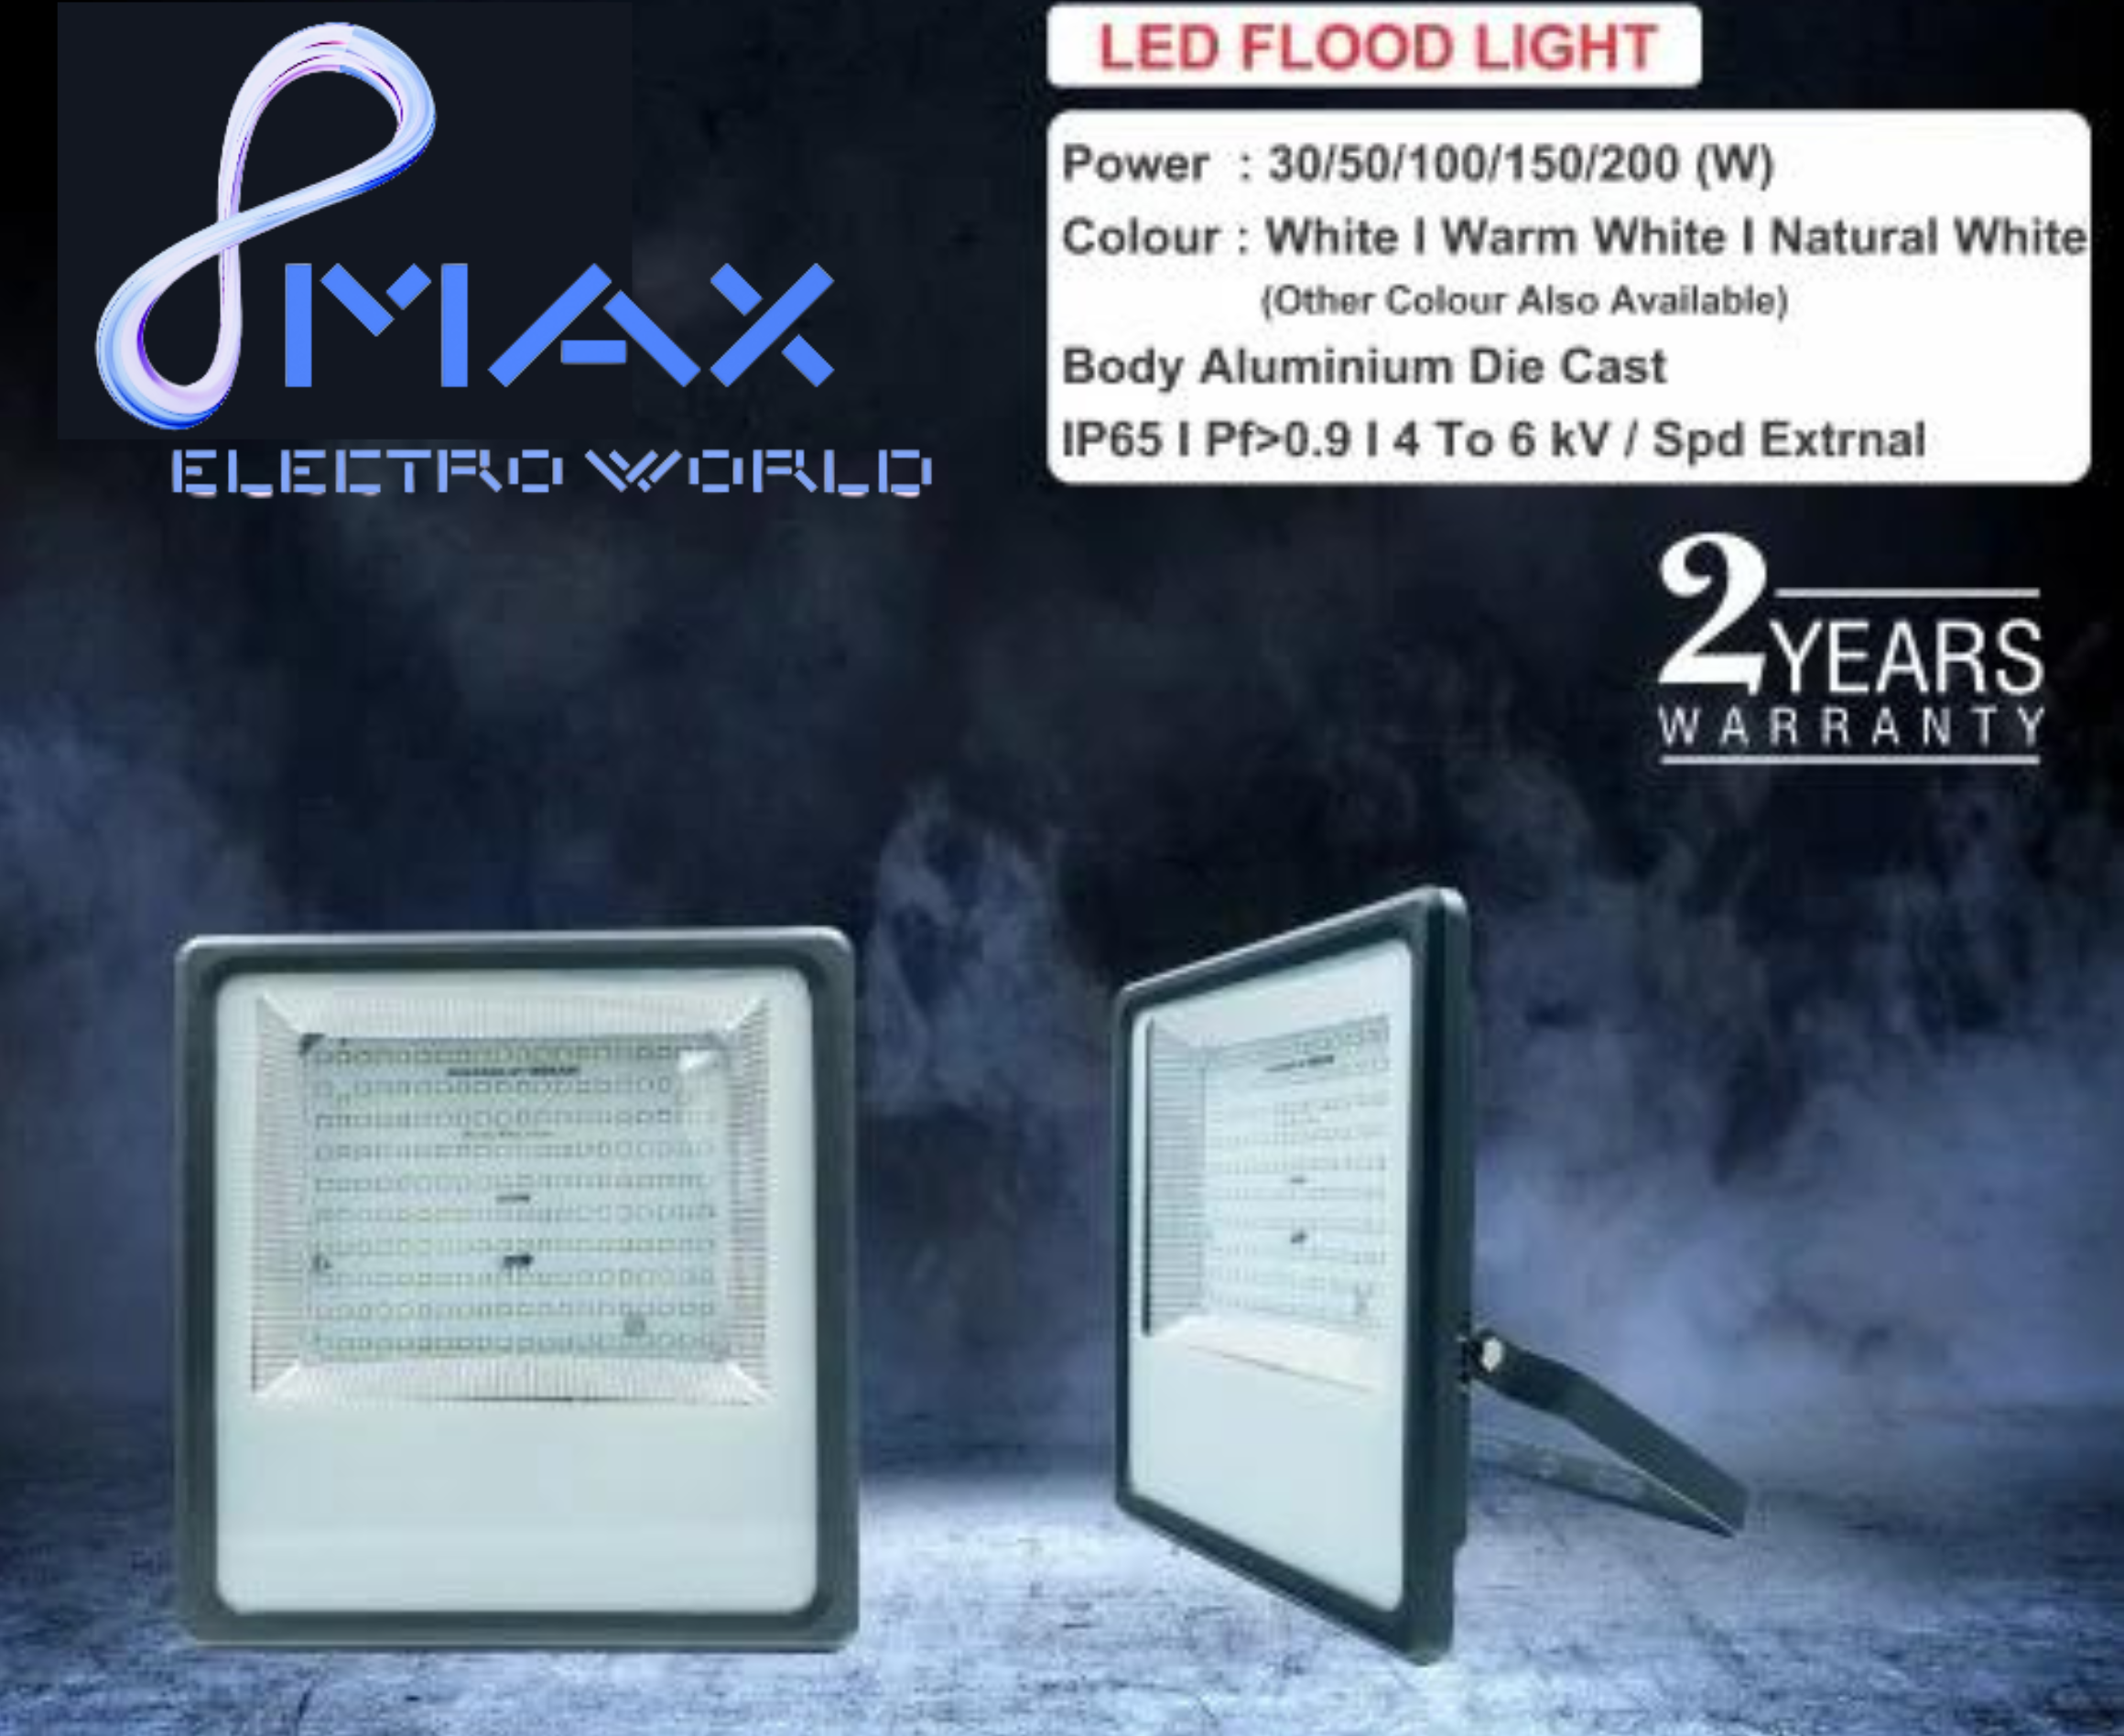 MAX
ELECTRO WORLD
LED FLOOD LIGHT
Power : 30/50/100/150/200 (W)
Colour : White I Warm White I Natural White
(Other Colour Also Available)
Body Aluminium Die Cast
IP65 I Pf>0.9 I 4 To 6 kV / Spd Extrnal
2 YEARS
WARRANTY